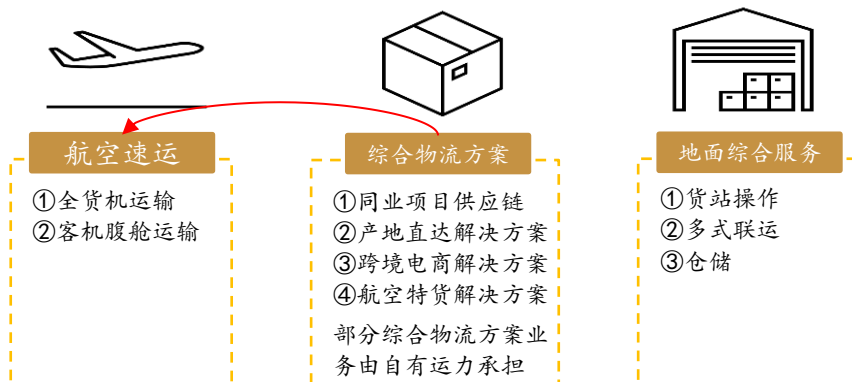 航空速运
①全货机运输
②客机腹舱运输
综合物流方案
①同业项目供应链
②产地直达解决方案
③跨境电商解决方案
④航空特货解决方案
部分综合物流方案业
务由自有运力承担
地面综合服务
①货站操作
②多式联运
③仓储